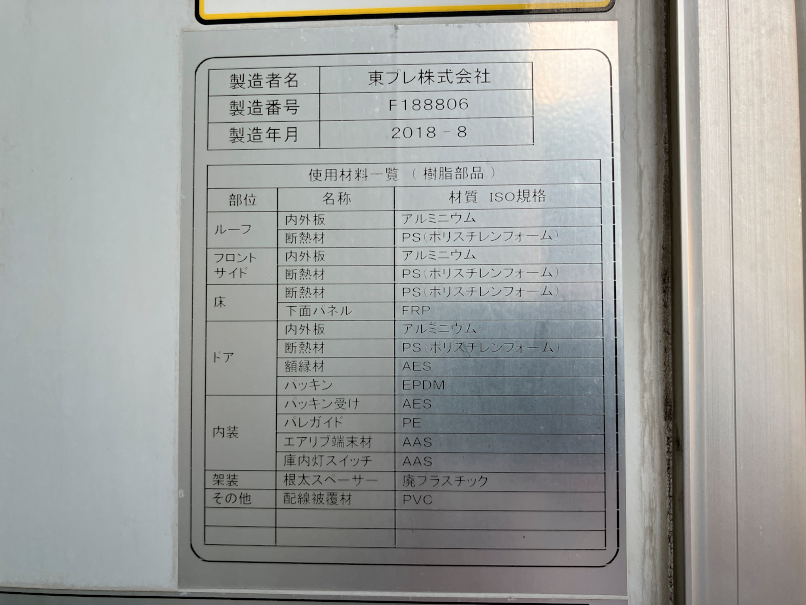 製造者名 東プレ株式会社
製造番号 F188806
製造年月 2018-8
使用材料一覧 (樹脂部品)
部位 名称 材質 ISO規格
ルーフ 内外板 アルミニウム
断熱材 PS(ポリスチレンフォーム)
フロント サイド 内外板 アルミニウム
断熱材 PS(ポリスチレンフォーム)
床 断熱材 PS(ポリスチレンフォーム)
下面パネル FRP
ドア 内外板 アルミニウム
断熱材 PS(ポリスチレンフォーム)
額縁材 AES
パッキン EPDM
内装 パッキン受け AES
パレガイド PE
エアリブ端末材 AAS
庫内灯スイッチ AAS
架装 根太スペーサー 廃プラスチック
その他 配線被覆材 PVC